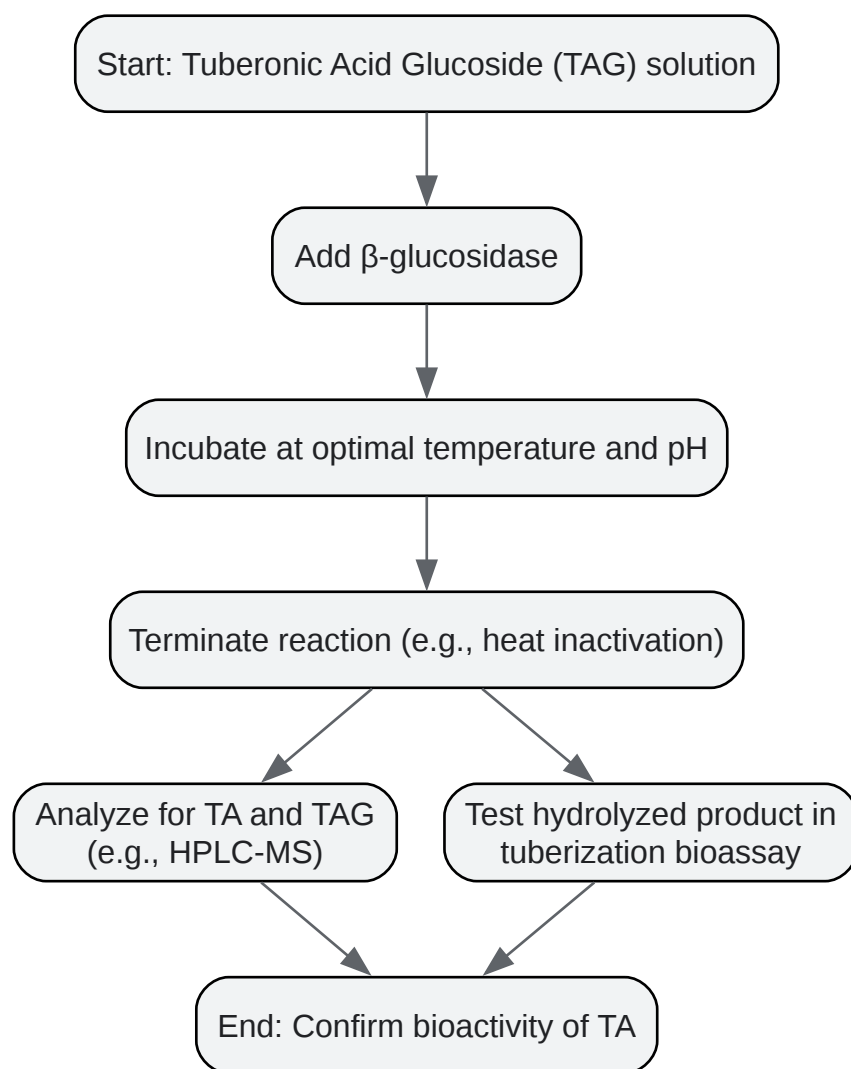 Start: Tuberonic Acid Glucoside (TAG) solution
Add β-glucosidase
Incubate at optimal temperature and pH
Terminate reaction (e.g., heat inactivation)
Analyze for TA and TAG
(e.g., HPLC-MS)
Test hydrolyzed product in
tuberization bioassay
End: Confirm bioactivity of TA